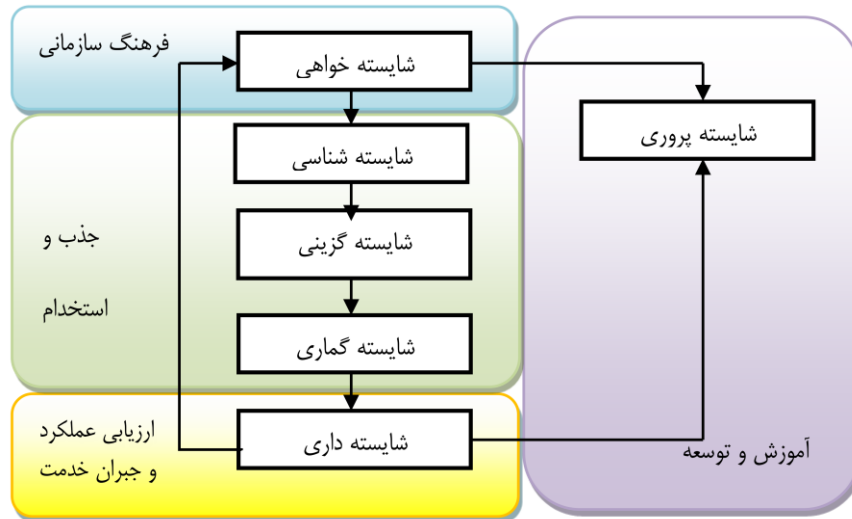 فرهنگ سازمانی
شایسته خواهی
شایسته پروری
شایسته شناسی
شایسته گزینی
جذب و
استخدام
شایسته گماری
شایسته داری
ارزیابی عملکرد
و جبران خدمت
آموزش و توسعه